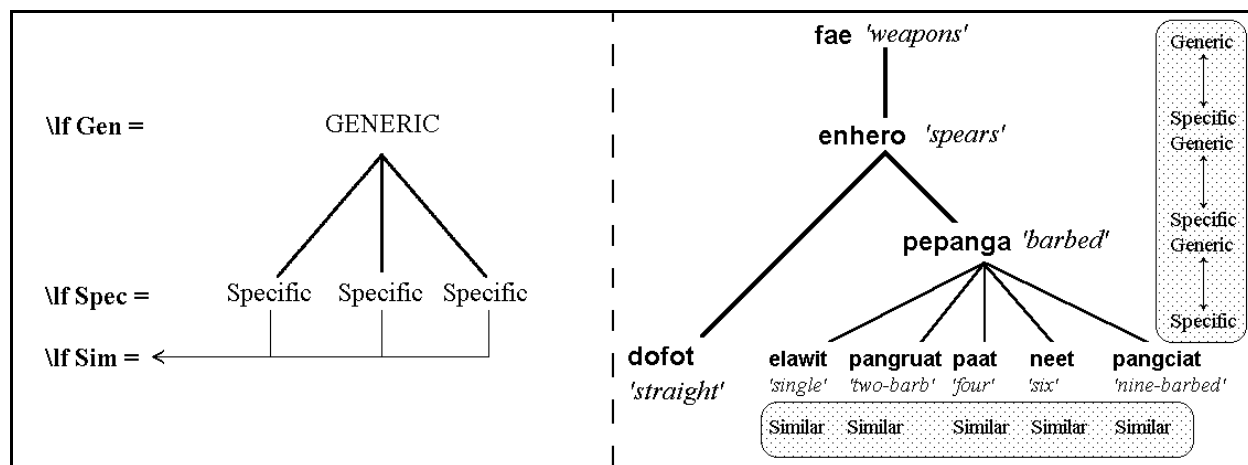 \lf Gen =
GENERIC
\lf Spec =
Specific Specific Specific
\lf Sim =
fae 'weapons'
enhero 'spears'
pepanga 'barbed'
dofot
'straight'
elawit pangruat paat neet pangciat
'single' 'two-barb' 'four' 'six' 'nine-barbed'
Similar Similar Similar Similar Similar
Generic
Specific
Generic
Specific
Generic
Specific